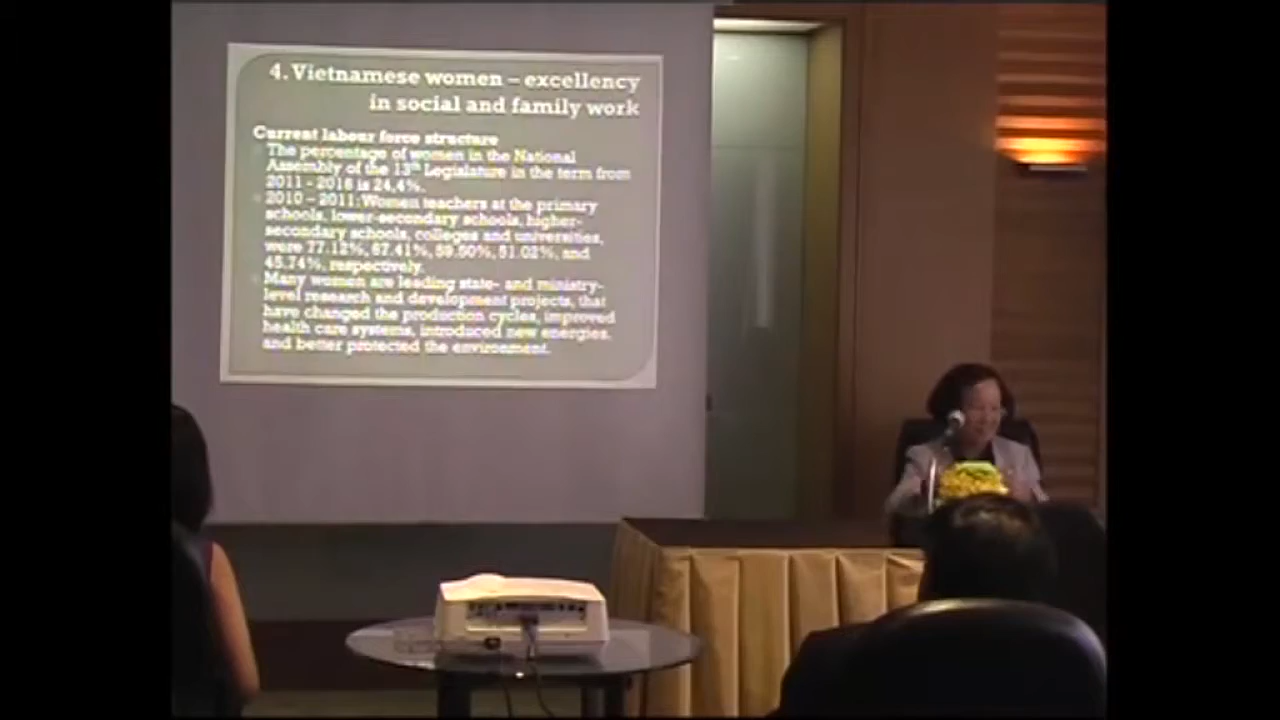 4. Vietnamese women – excellency
in social and family work
Current labour force structure
The percentage of women in the National
Assembly of the 13th Legislature in the term from
2011 - 2016 is 24,4%.
2010 – 2011: Women teachers at the primary
schools, lower-secondary schools, higher-
secondary schools, colleges and universities,
were 77.12%, 67.41%, 59.50%, 51.02%, and
45.74%, respectively.
Many women are leading state- and ministry-
level research and development projects, that
have changed the production cycles, improved
health care systems, introduced new energies,
and better protected the environment.